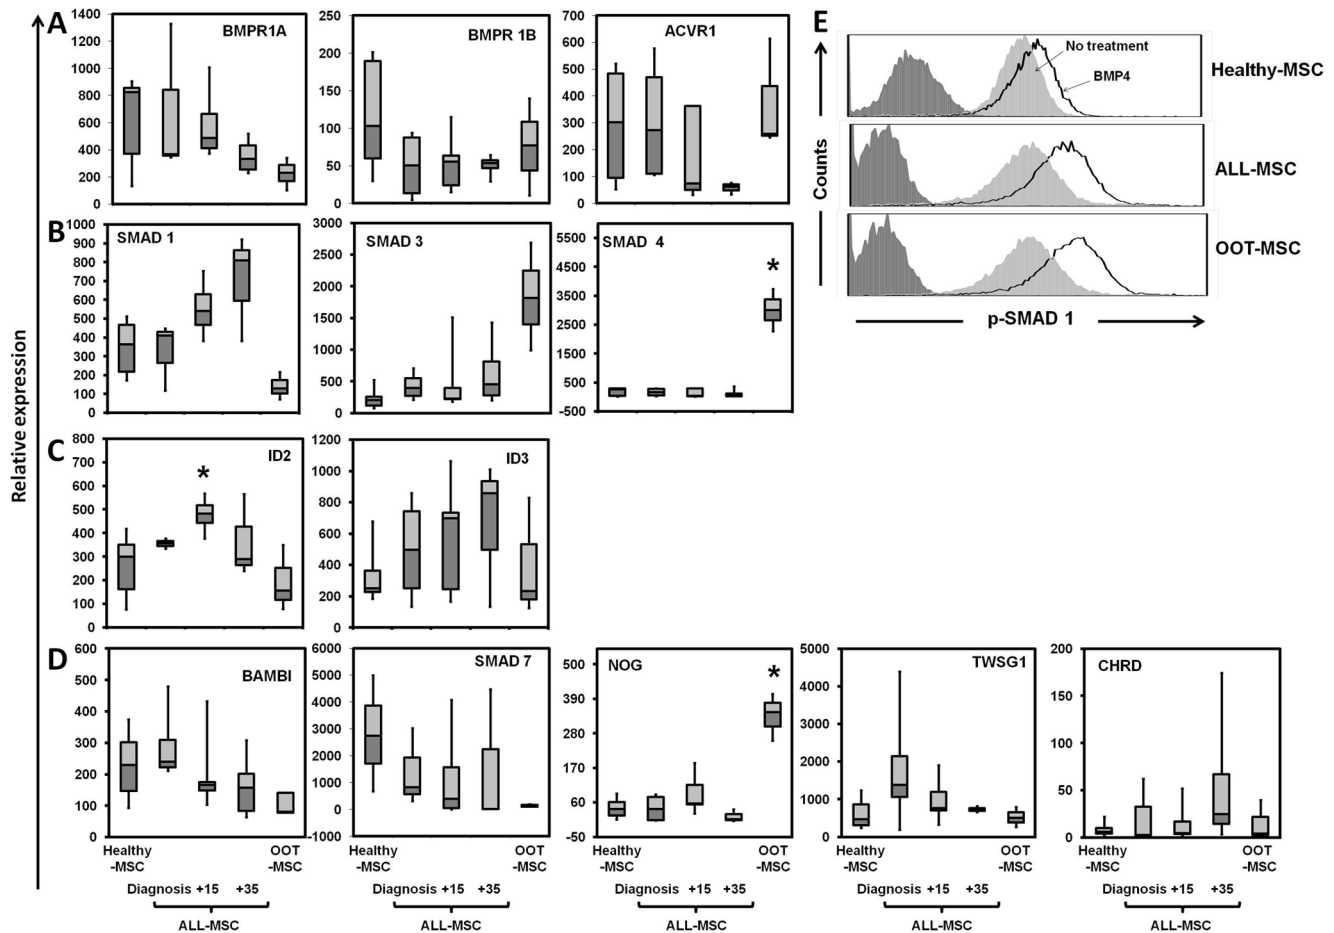 A
BMPR1A
1400
1200
1000
800
600
400
200
0
BMPR 1B
250
200
150
100
50
0
ACVR1
700
600
500
400
300
200
100
0
E
No treatment
BMP4
Healthy-MSC
ALL-MSC
OOT-MSC
Counts
p-SMAD 1
Relative expression
B
SMAD 1
1000
900
800
700
600
500
400
300
200
100
0
SMAD 3
3000
2500
2000
1500
1000
500
0
SMAD 4
5500
4500
3500
2500
1500
500
-500
*
C
ID2
800
700
600
500
400
300
200
100
0
*
ID3
1200
1000
800
600
400
200
0
D
BAMBI
600
500
400
300
200
100
0
SMAD 7
6000
5000
4000
3000
2000
1000
0
-1000
NOG
500
390
280
170
60
-50
*
TWSG1
5000
4000
3000
2000
1000
0
CHRD
200
150
100
50
0
Healthy
-MSC
OOT
-MSC
Diagnosis +15 +35
ALL-MSC
Healthy
-MSC
OOT
-MSC
Diagnosis +15 +35
ALL-MSC
Healthy
-MSC
OOT
-MSC
Diagnosis +15 +35
ALL-MSC
Healthy
-MSC
OOT
-MSC
Diagnosis +15 +35
ALL-MSC
Healthy
-MSC
OOT
-MSC
Diagnosis +15 +35
ALL-MSC